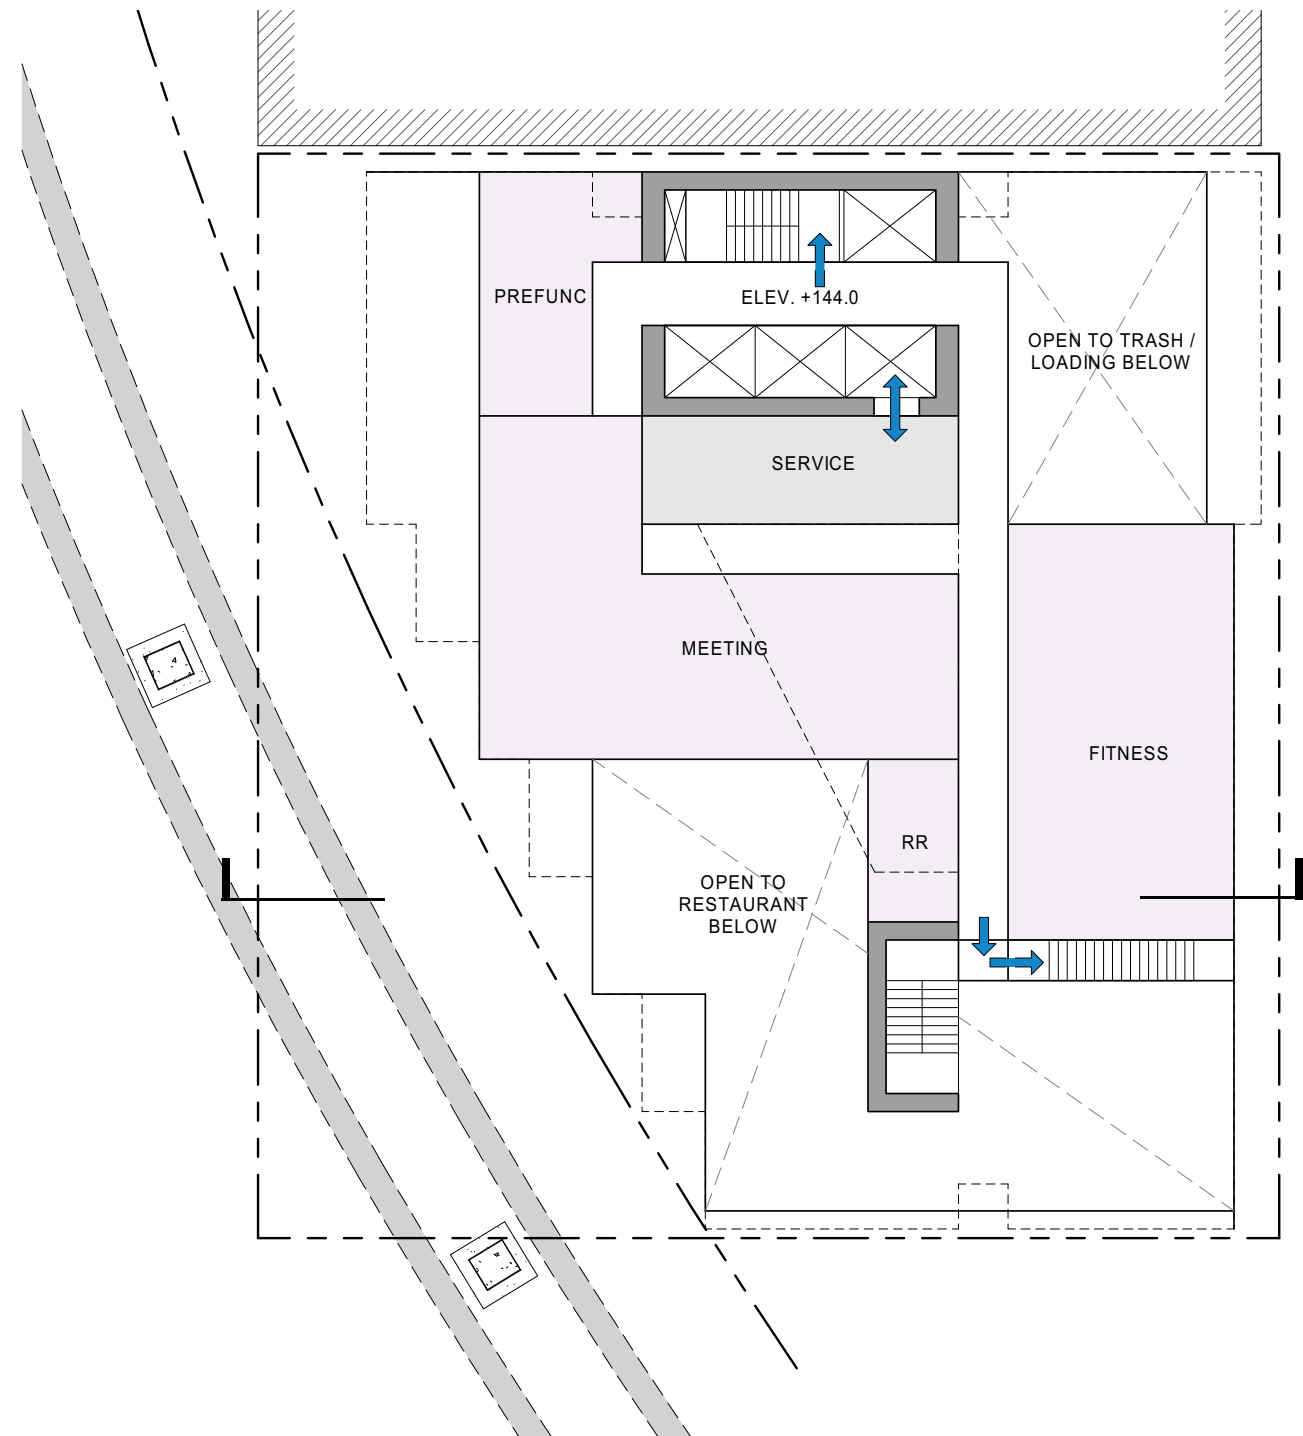 PREFUNC
ELEV. +144.0
OPEN TO TRASH /
LOADING BELOW
SERVICE
MEETING
FITNESS
RR
OPEN TO
RESTAURANT
BELOW